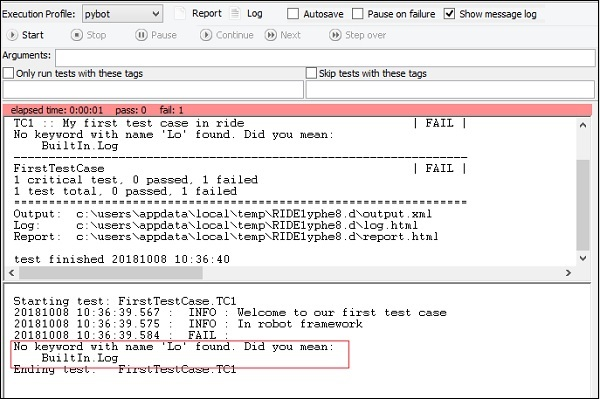 Execution Profile: pybot Report Log Autosave Pause on failure Show message log
Start Stop Pause Continue Next Step over
Arguments:
Only run tests with these tags Skip tests with these tags
elapsed time: 0:00:01 pass: 0 fail: 1
TC1 :: My first test case in ride | FAIL |
No keyword with name 'Lo' found. Did you mean:
BuiltIn.Log
------------------------------------------------------------------------------
FirstTestCase | FAIL |
1 critical test, 0 passed, 1 failed
1 test total, 0 passed, 1 failed
==============================================================================
Output: c:\users\appdata\local\temp\RIDE1yphe8.d\output.xml
Log: c:\users\appdata\local\temp\RIDE1yphe8.d\log.html
Report: c:\users\appdata\local\temp\RIDE1yphe8.d\report.html
test finished 20181008 10:36:40
Starting test: FirstTestCase.TC1
20181008 10:36:39.567 : INFO : Welcome to our first test case
20181008 10:36:39.575 : INFO : In robot framework
20181008 10:36:39.584 : FAIL :
No keyword with name 'Lo' found. Did you mean:
BuiltIn.Log
Ending test: FirstTestCase.TC1